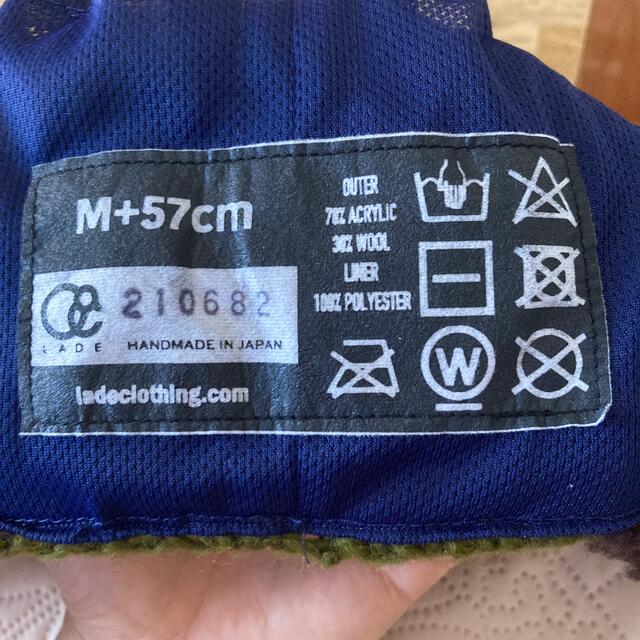 M+57cm
OUTER
70% ACRYLIC
30% WOOL
LINER
100% POLYESTER
210682
LADE
HANDMADE IN JAPAN
ladeclothing.com
W